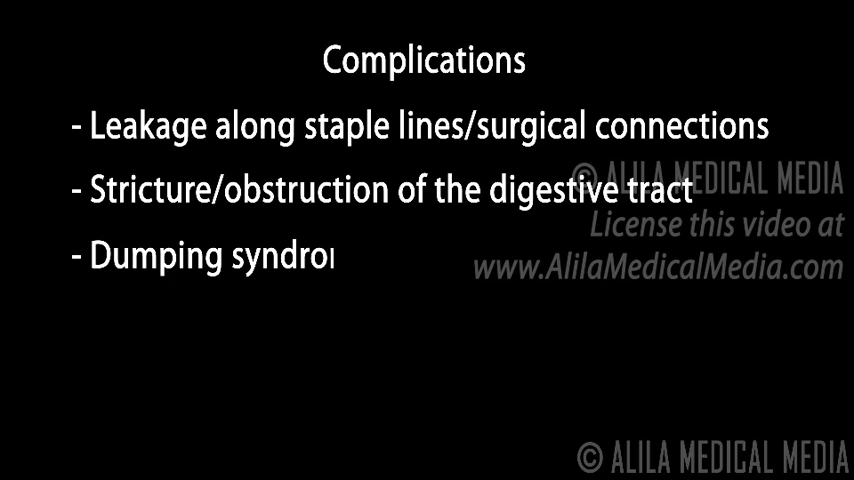 Complications
- Leakage along staple lines/surgical connections
- Stricture/obstruction of the digestive tract
© ALILA MEDICAL MEDIA
License this video at
- Dumping
www.AlilaMedicalMedia.com
© ALILA MEDICAL MEDIA